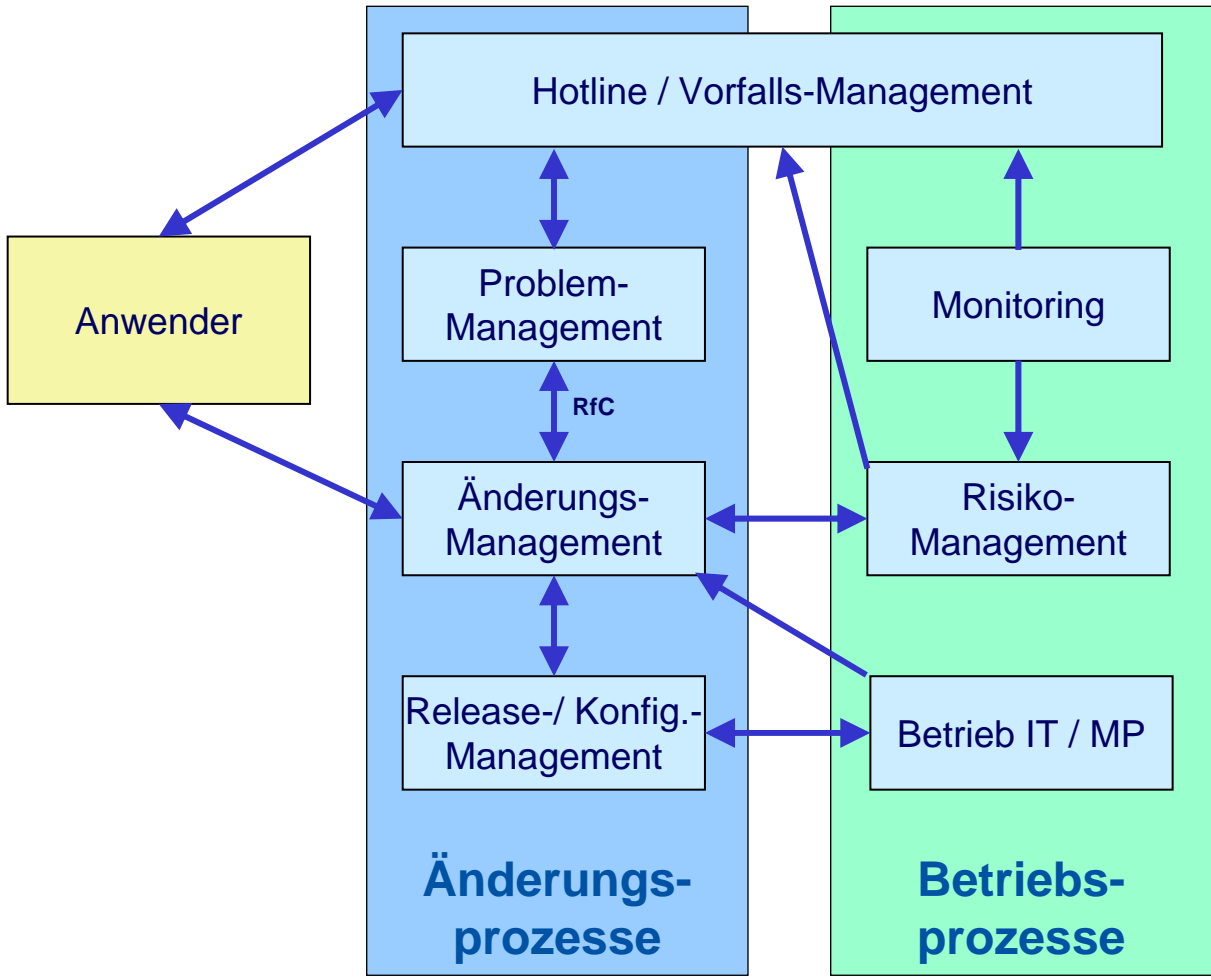 Hotline / Vorfalls-Management
Anwender
Problem-
Management
Monitoring
RfC
Änderungs-
Management
Risiko-
Management
Release-/ Konfig.-
Management
Betrieb IT / MP
Änderungs-
prozesse
Betriebs-
prozesse